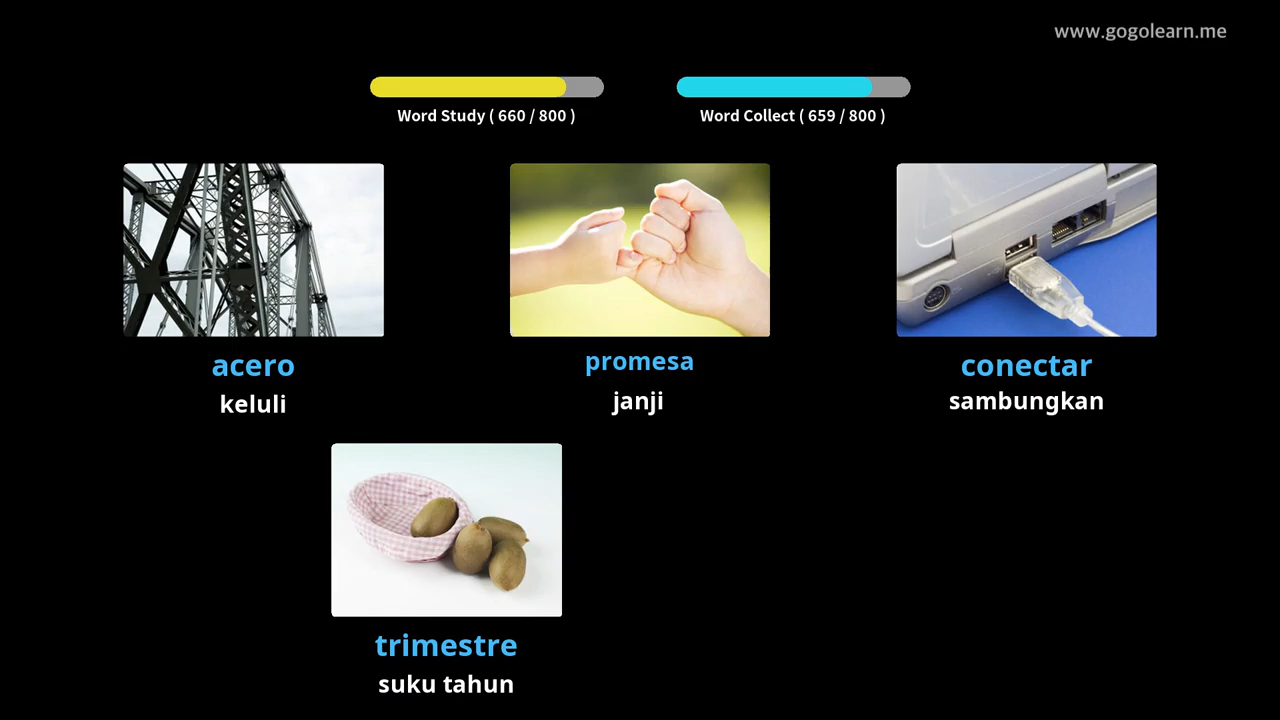 www.gogolearn.me
Word Study ( 660 / 800 )
Word Collect ( 659 / 800 )
acero
keluli
promesa
janji
conectar
sambungkan
trimestre
suku tahun